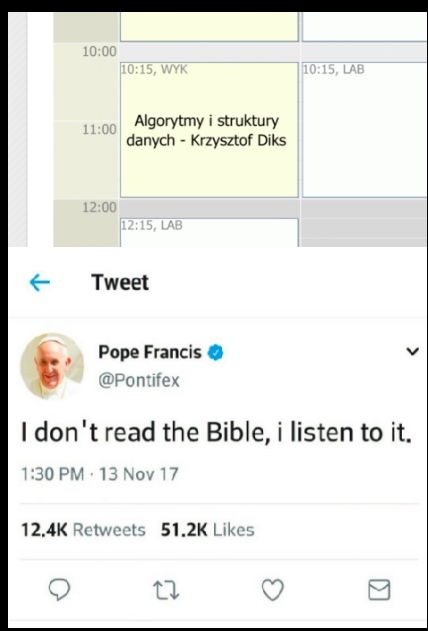 10:00
10:15, WYK
10:15, LAB
Algorytmy i struktury
11:00
danych - Krzysztof Diks
12:00
12:15, LAB
Tweet
Pope Francis
@Pontifex
I don't read the Bible, i listen to it.
1:30 PM · 13 Nov 17
12.4K Retweets 51.2K Likes